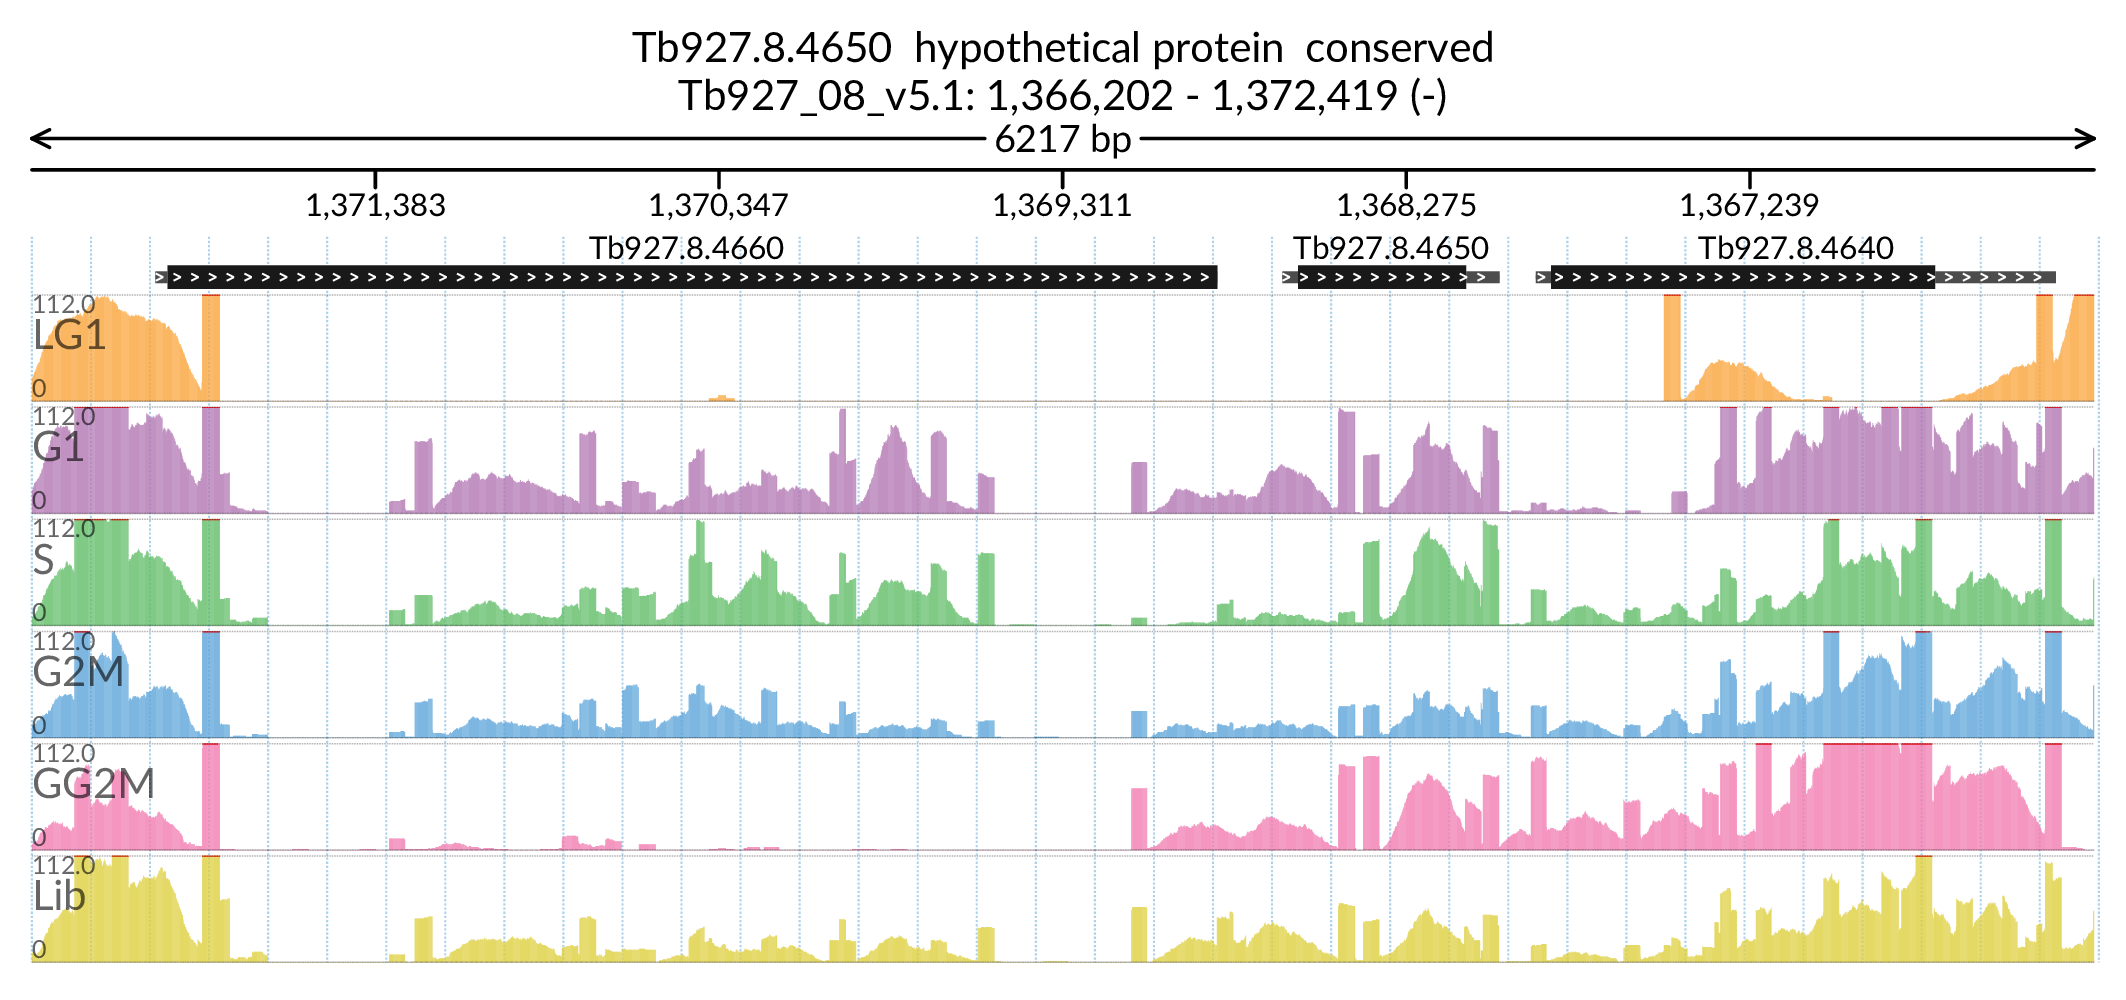 Tb927.8.4650 hypothetical protein conserved
Tb927_08_v5.1: 1,366,202 - 1,372,419 (-)
6217 bp
1,371,383 1,370,347 1,369,311 1,368,275 1,367,239
Tb927.8.4660 Tb927.8.4650 Tb927.8.4640
112.0
LG1
0
112.0
G1
0
112.0
S
0
112.0
G2M
0
112.0
GG2M
0
112.0
Lib
0